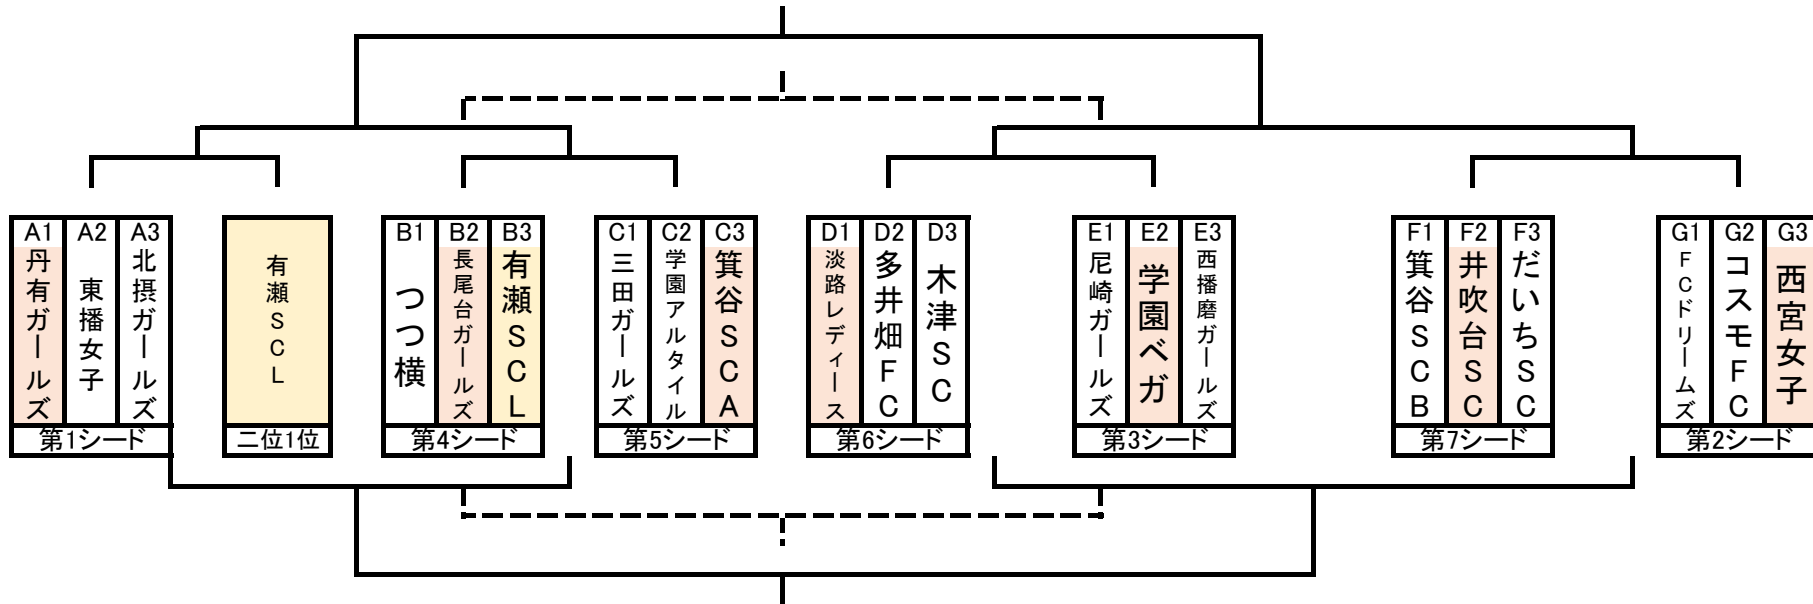 A1
丹有ガールズ
A2
東播女子
A3
北摂ガールズ
第1シード
有瀬SCL
二位1位
B1
つつ横
B2
長尾台ガールズ
B3
有瀬SCL
第4シード
C1
三田ガールズ
C2
学園アルタイル
C3
箕谷SCA
第5シード
D1
淡路レディース
D2
多井畑FC
D3
木津SC
第6シード
E1
尼崎ガールズ
E2
学園ベガ
E3
西播磨ガールズ
第3シード
F1
箕谷SCB
F2
井吹台SC
F3
だいちSC
第7シード
G1
FCドリームズ
G2
コスモFC
G3
西宮女子
第2シード